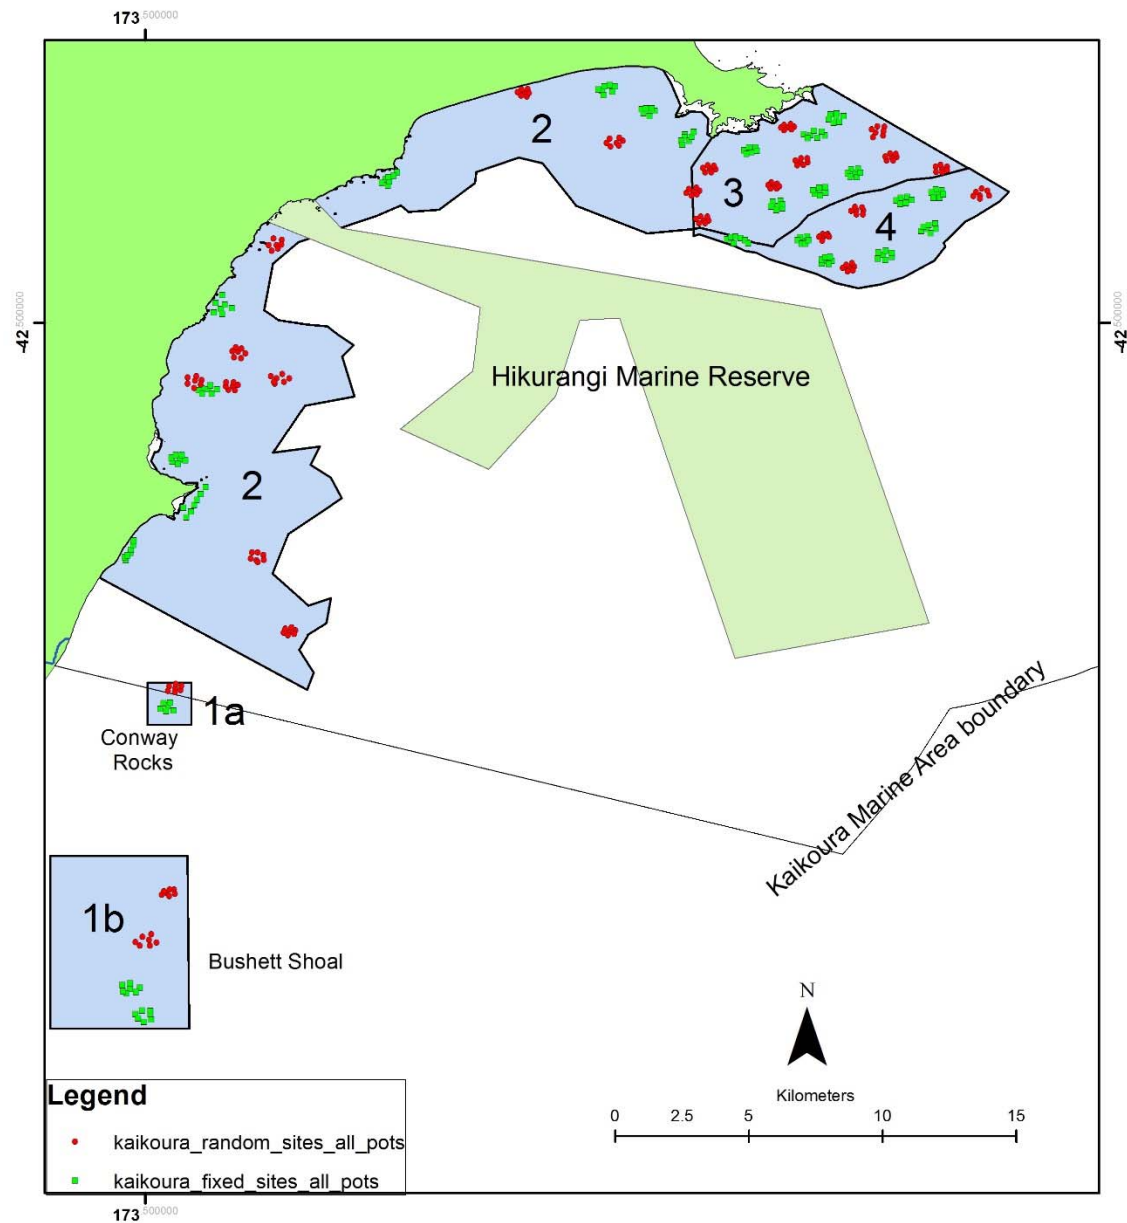 173.500000
2
3
4
-42.500000
-42.500000
Hikurangi Marine Reserve
2
1a
Conway
Rocks
Kaikoura Marine Area boundary
1b
Bushett Shoal
N
Kilometers
0 2.5 5 10 15
Legend
kaikoura_random_sites_all_pots
kaikoura_fixed_sites_all_pots
173.500000